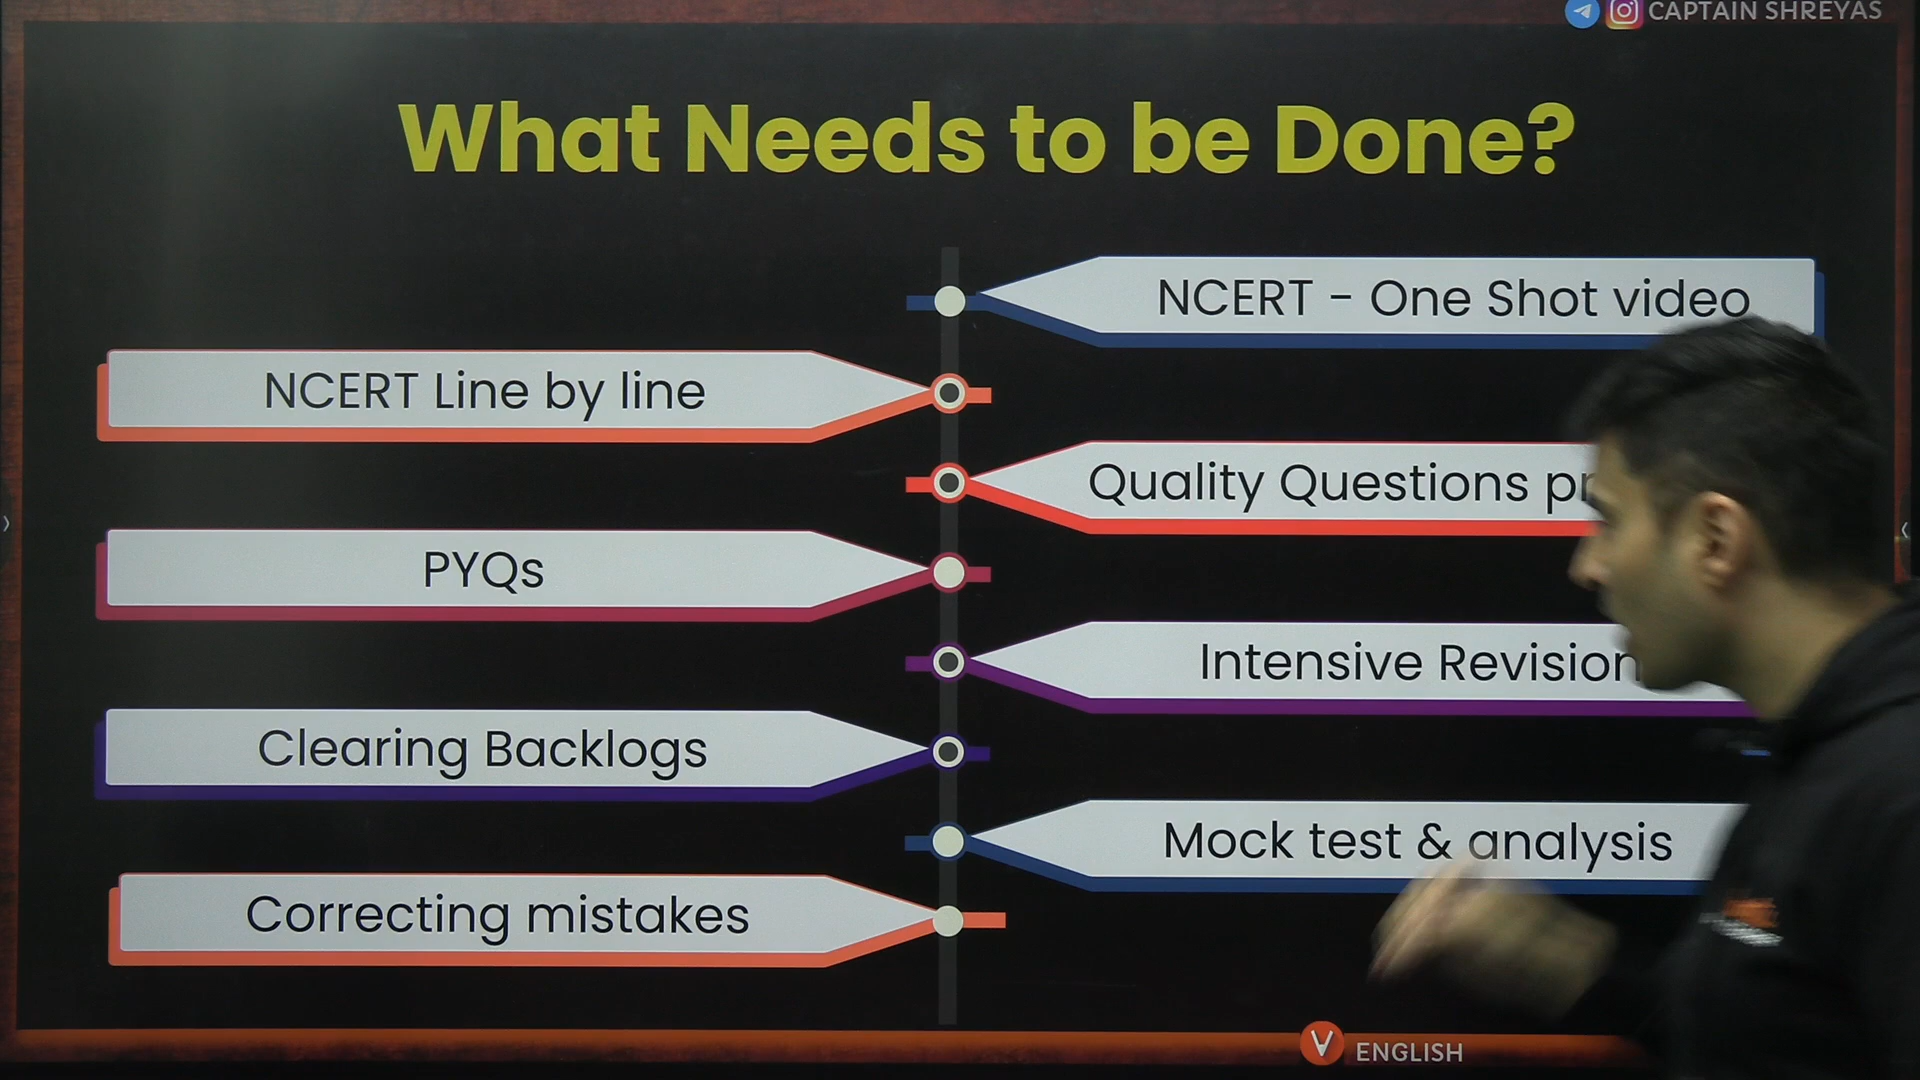 CAPTAIN SHREYAS
What Needs to be Done?
NCERT - One Shot video
NCERT Line by line
Quality Questions
PYQs
Intensive Revision
Clearing Backlogs
Mock test & analysis
Correcting mistakes
ENGLISH